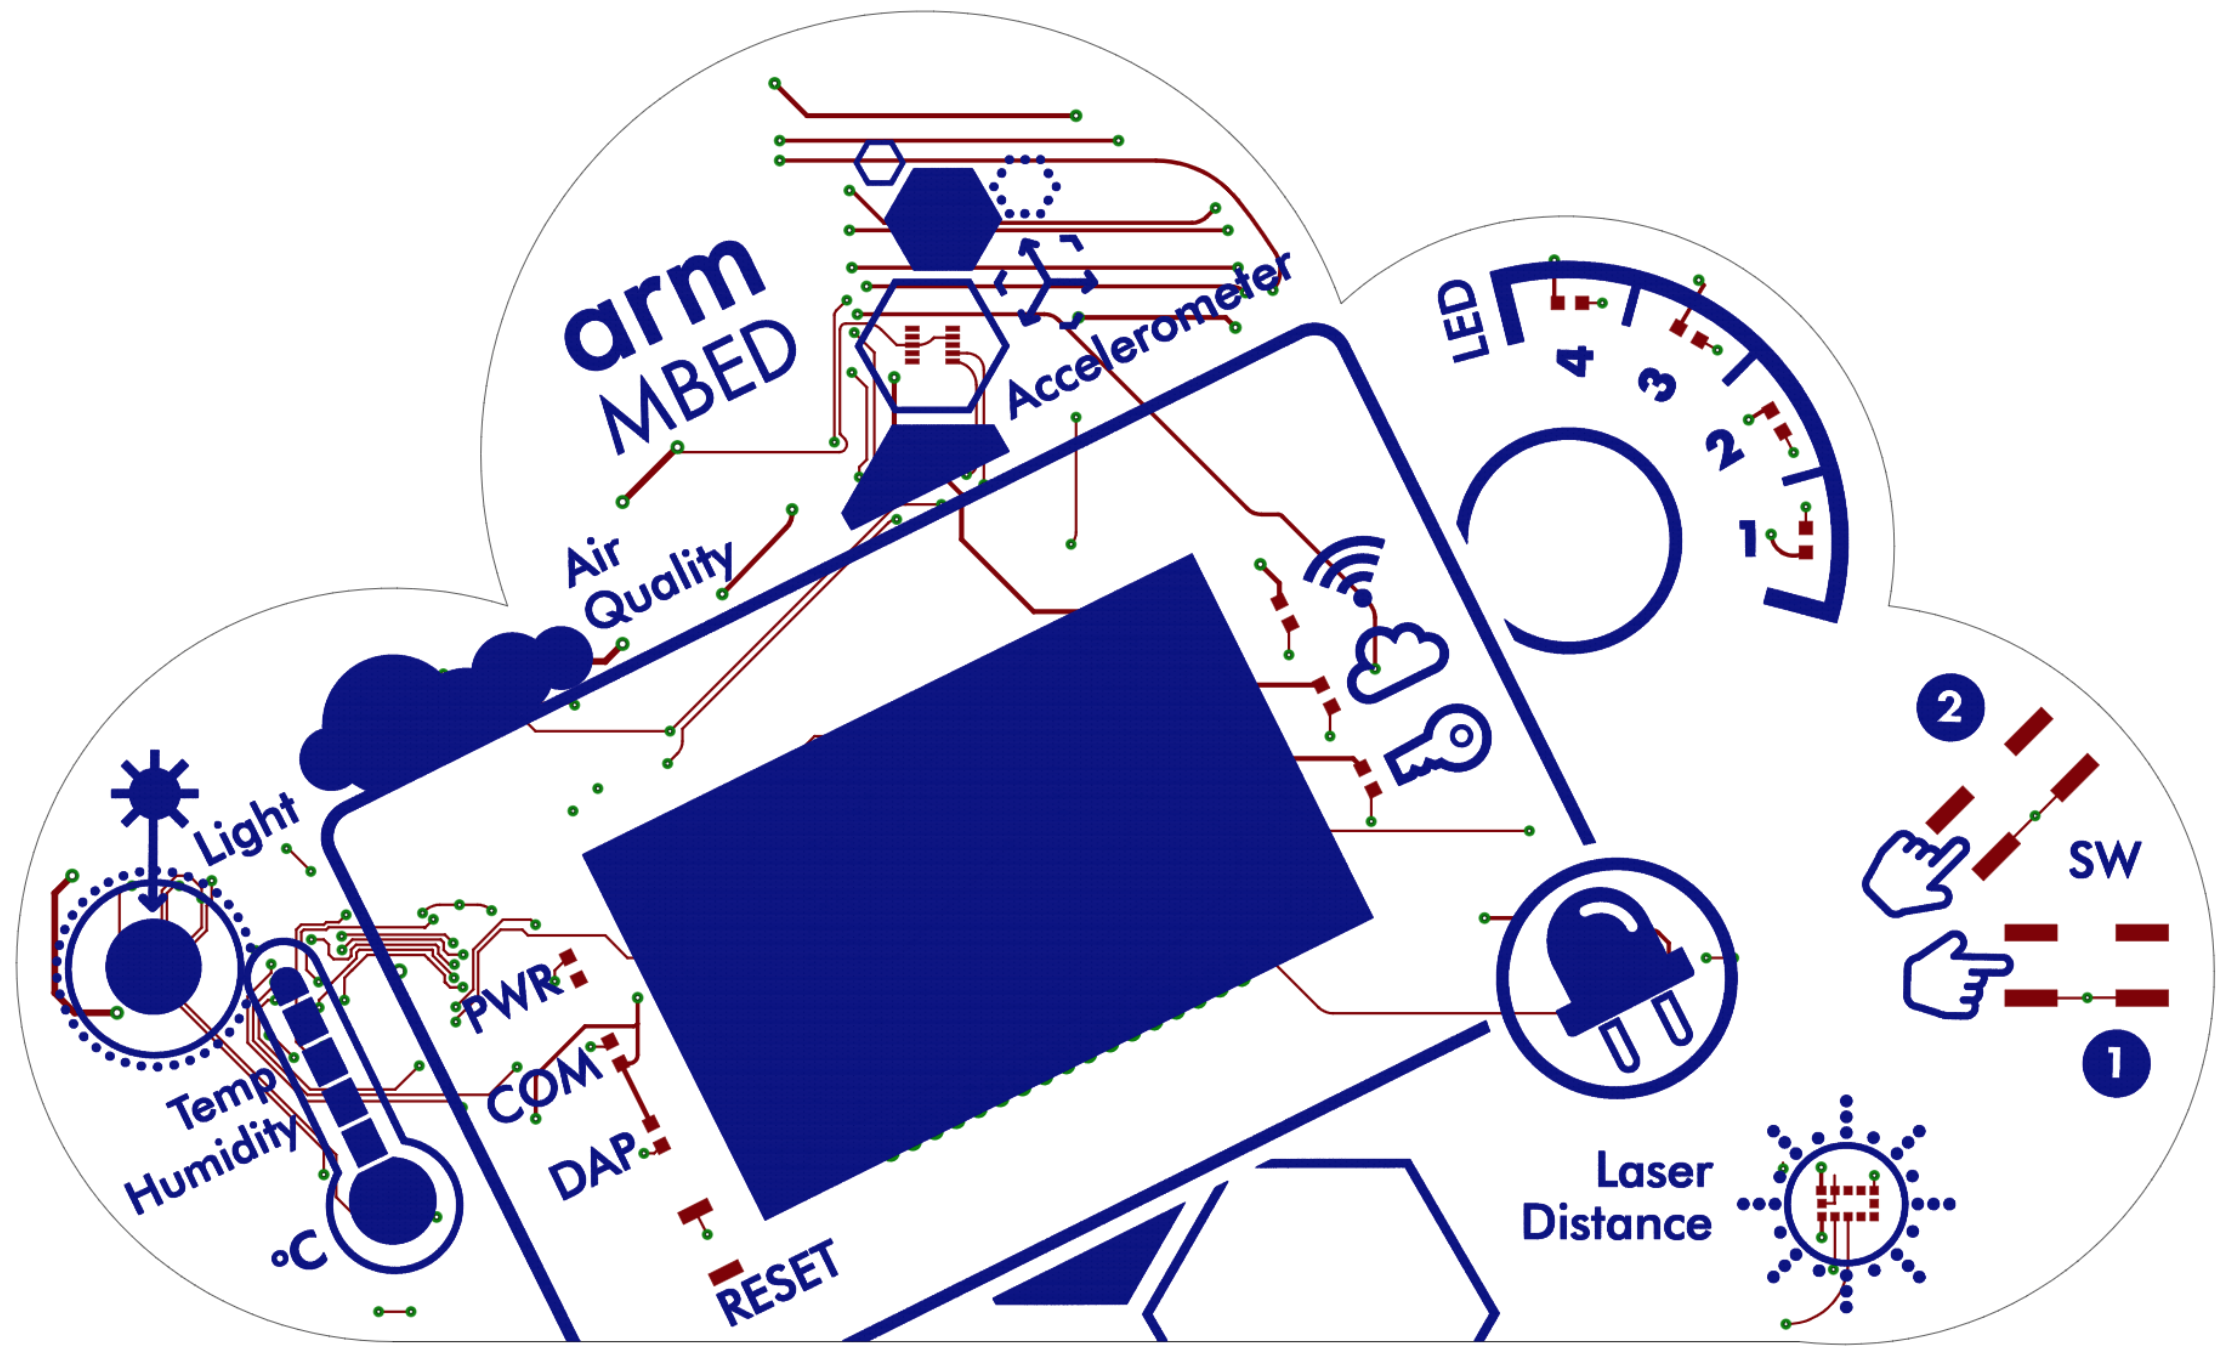 arm
MBED
Accelerometer
LED
4
3
2
1
Air
Quality
Light
2
SW
1
PWR
COM
DAP
RESET
Temp
Humidity
°C
Laser
Distance